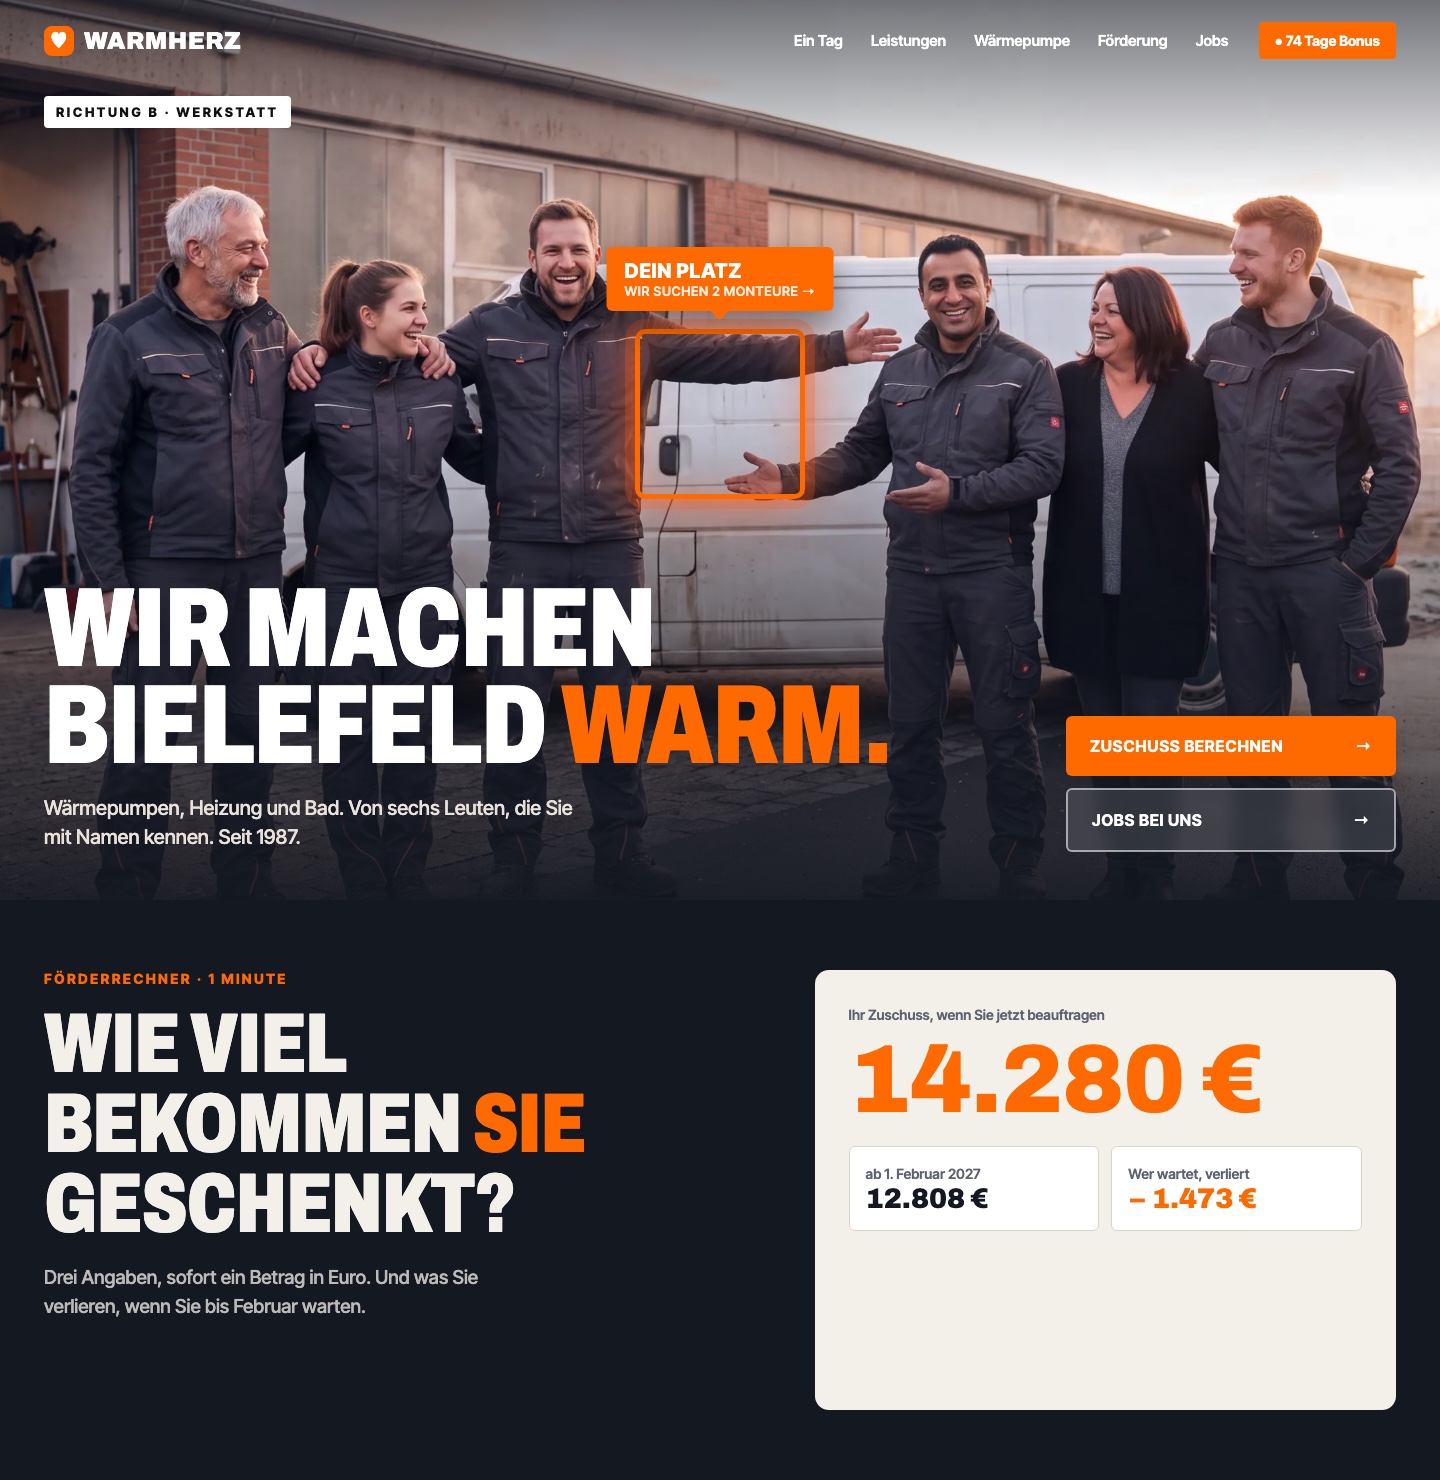 WARMHERZ
Ein Tag Leistungen Wärmepumpe Förderung Jobs ● 74 Tage Bonus
RICHTUNG B · WERKSTATT
DEIN PLATZ
WIR SUCHEN 2 MONTEURE →
WIR MACHEN
BIELEFELD WARM.
Wärmepumpen, Heizung und Bad. Von sechs Leuten, die Sie
mit Namen kennen. Seit 1987.
ZUSCHUSS BERECHNEN →
JOBS BEI UNS →
FÖRDERRECHNER · 1 MINUTE
WIE VIEL
BEKOMMEN SIE
GESCHENKT?
Drei Angaben, sofort ein Betrag in Euro. Und was Sie
verlieren, wenn Sie bis Februar warten.
Ihr Zuschuss, wenn Sie jetzt beauftragen
14.280 €
ab 1. Februar 2027
12.808 €
Wer wartet, verliert
– 1.473 €